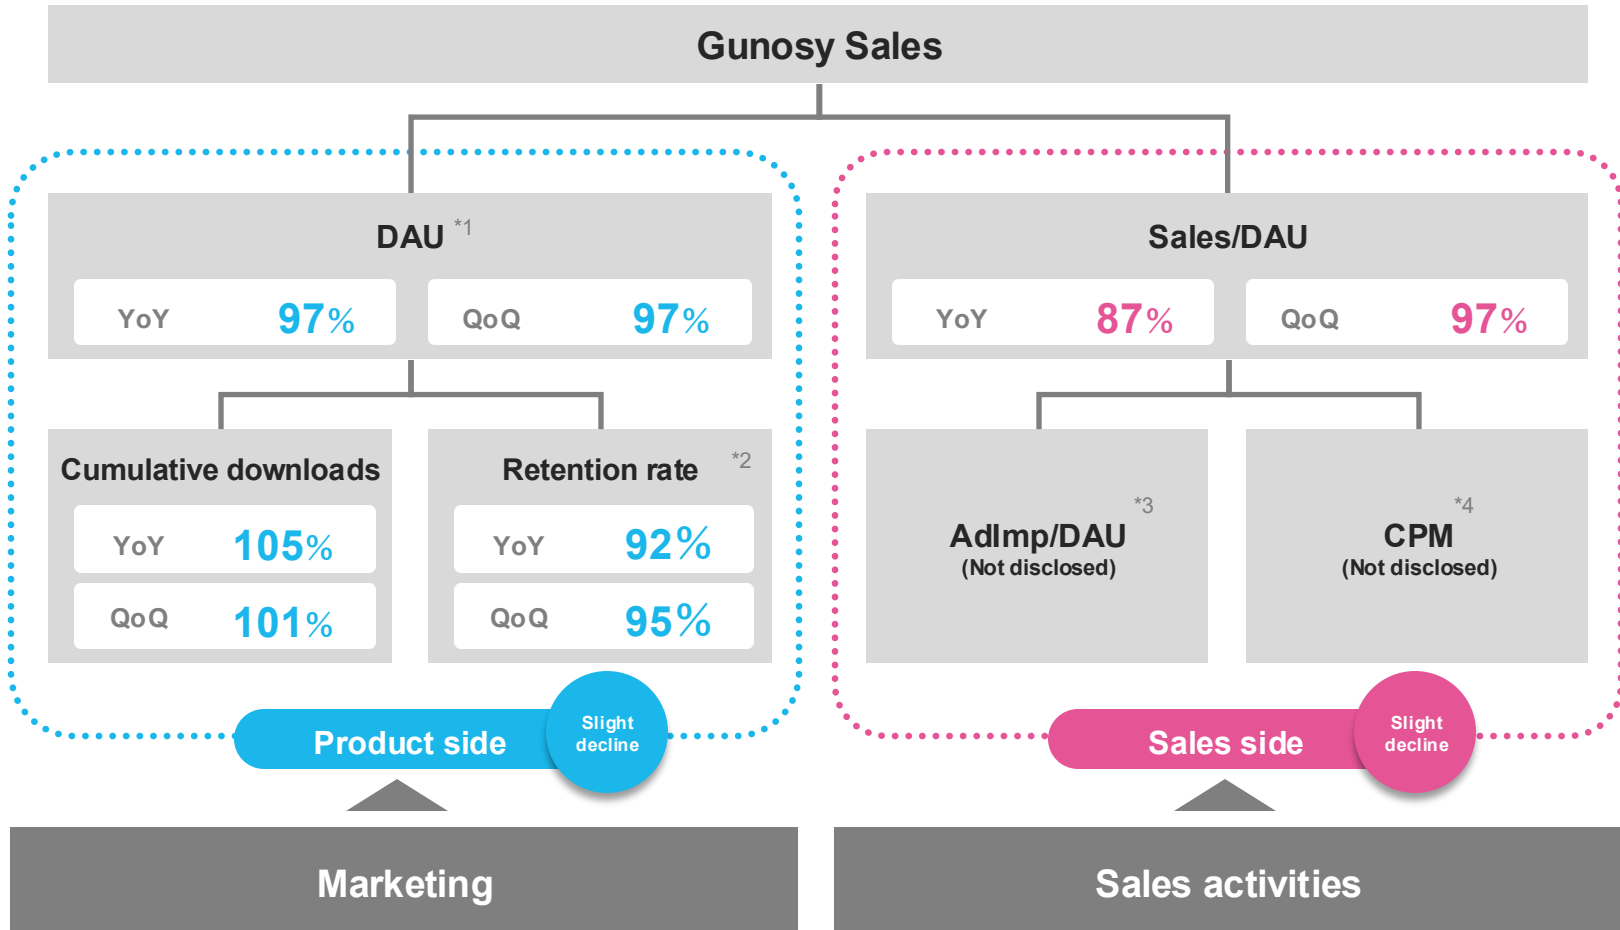 Gunosy Sales
DAU *1
YoY 97%
QoQ 97%
Sales/DAU
YoY 87%
QoQ 97%
Cumulative downloads
YoY 105%
QoQ 101%
Retention rate *2
YoY 92%
QoQ 95%
AdImp/DAU *3
(Not disclosed)
CPM *4
(Not disclosed)
Product side
Slight
decline
Sales side
Slight
decline
Marketing
Sales activities